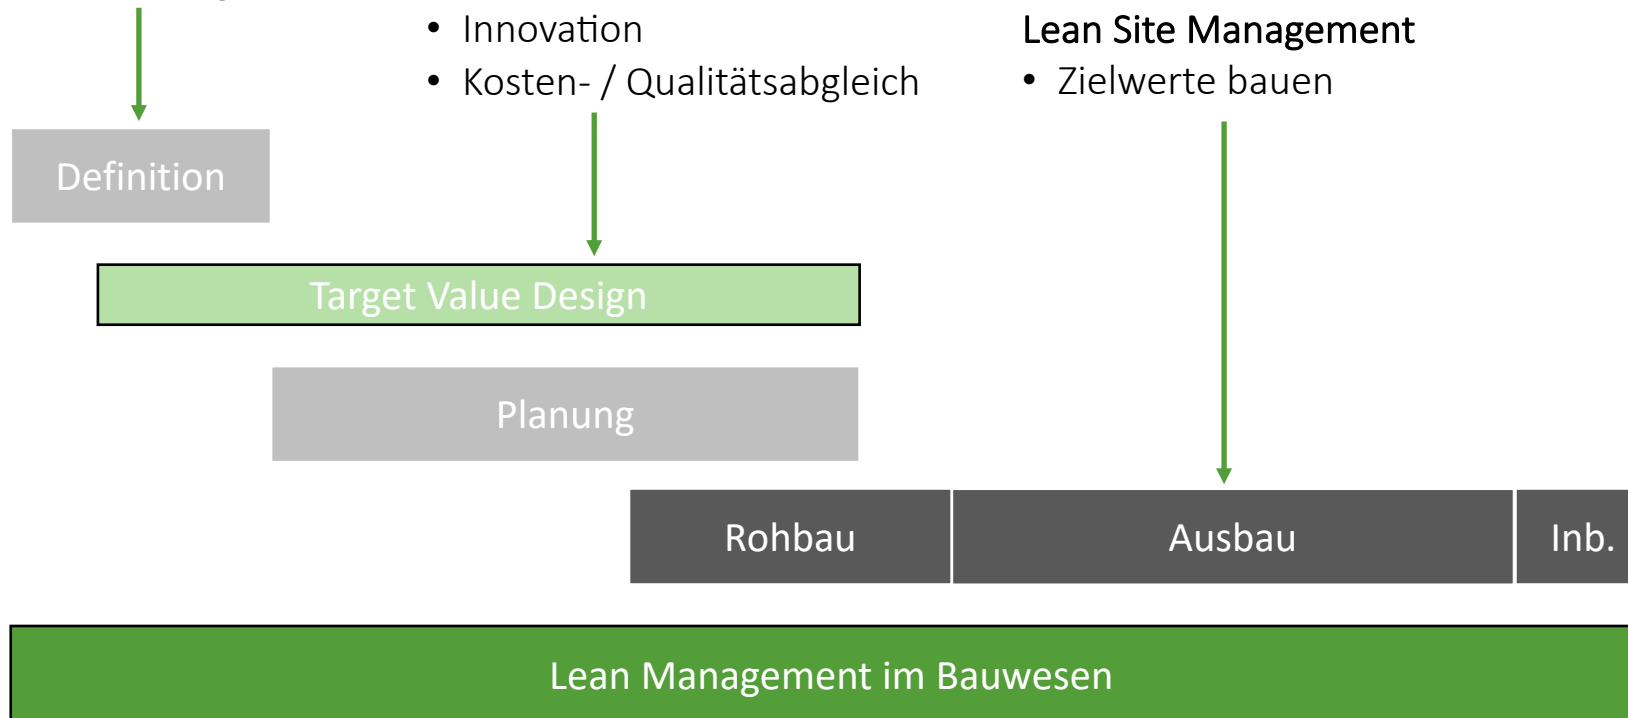 • Innovation
• Kosten- / Qualitätsabgleich
Lean Site Management
• Zielwerte bauen
Definition
Target Value Design
Planung
Rohbau
Ausbau
Inb.
Lean Management im Bauwesen